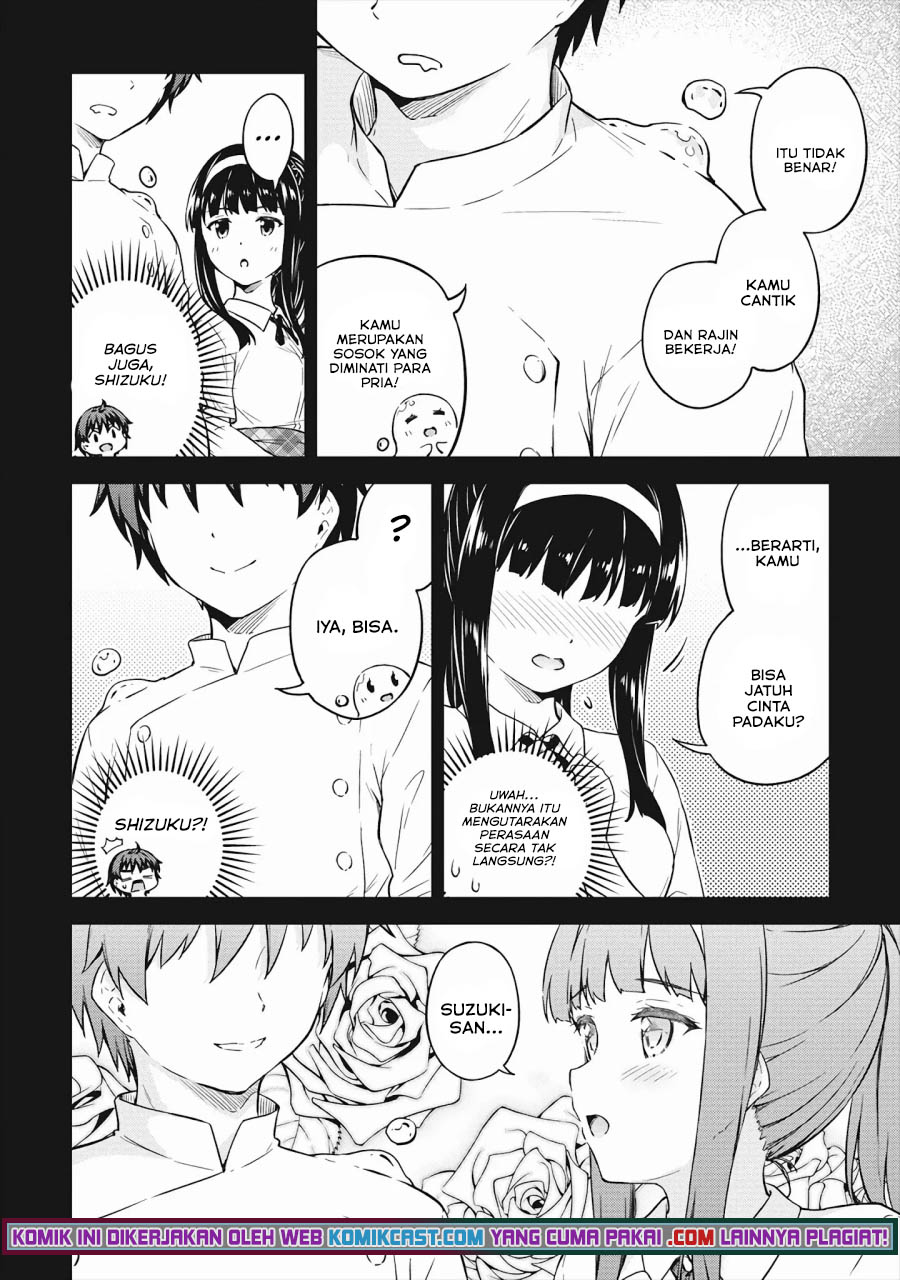 ITU TIDAK
BENAR!
KAMU
CANTIK
DAN RAJIN
BEKERJA!
KAMU
MERUPAKAN
SOSOK YANG
DIMINATI PARA
PRIA!
...
BAGUS
JUGA,
SHIZUKU!
...BERARTI,
KAMU
BISA
JATUH
CINTA
PADAKU?
UWAH...
BUKANNYA ITU
MENGUTARAKAN
PERASAAN
SECARA TAK
LANGSUNG?!
?
IYA, BISA.
SHIZUKU?!
SUZUKI-
SAN...
KOMIK INI DIKERJAKAN OLEH WEB KOMIKCAST.COM YANG CUMA PAKAI .COM LAINNYA PLAGIAT!